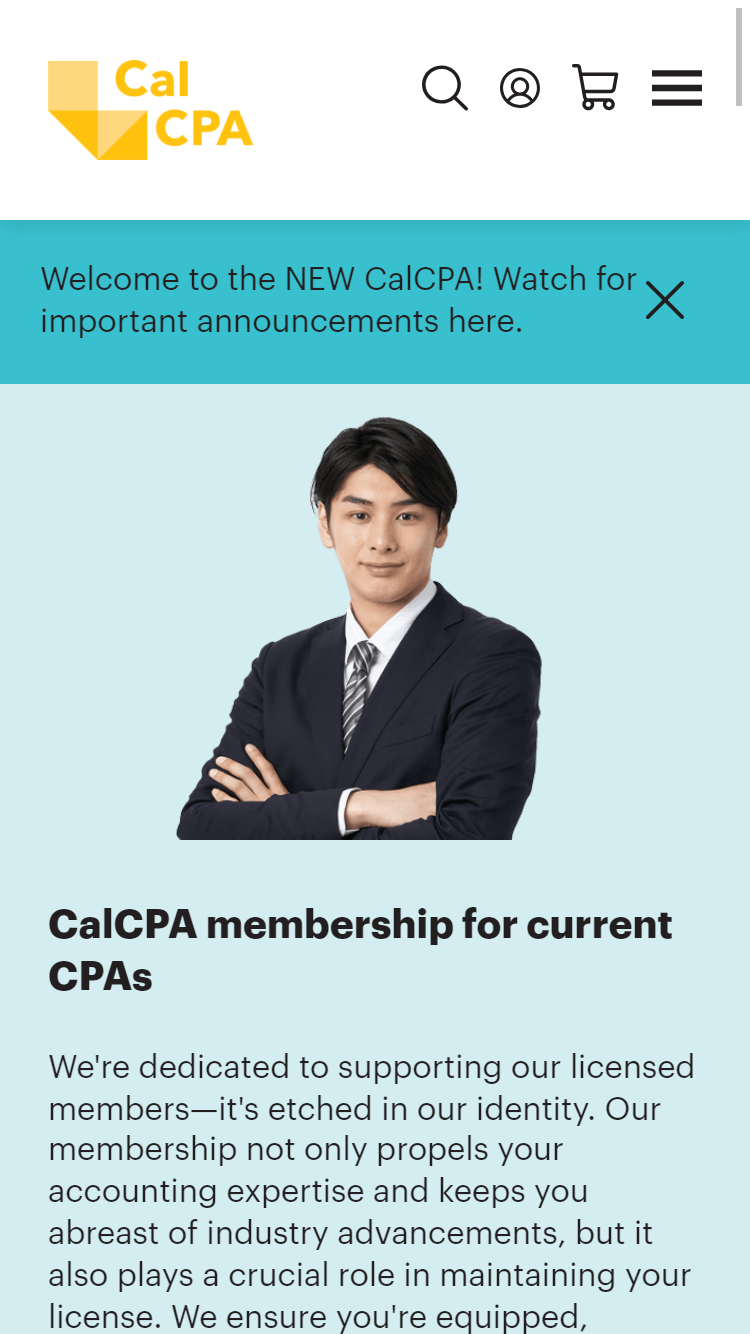 Cal
CPA
Welcome to the NEW CalCPA! Watch for
important announcements here.
CalCPA membership for current
CPAs
We're dedicated to supporting our licensed
members—it's etched in our identity. Our
membership not only propels your
accounting expertise and keeps you
abreast of industry advancements, but it
also plays a crucial role in maintaining your
license. We ensure you're equipped,